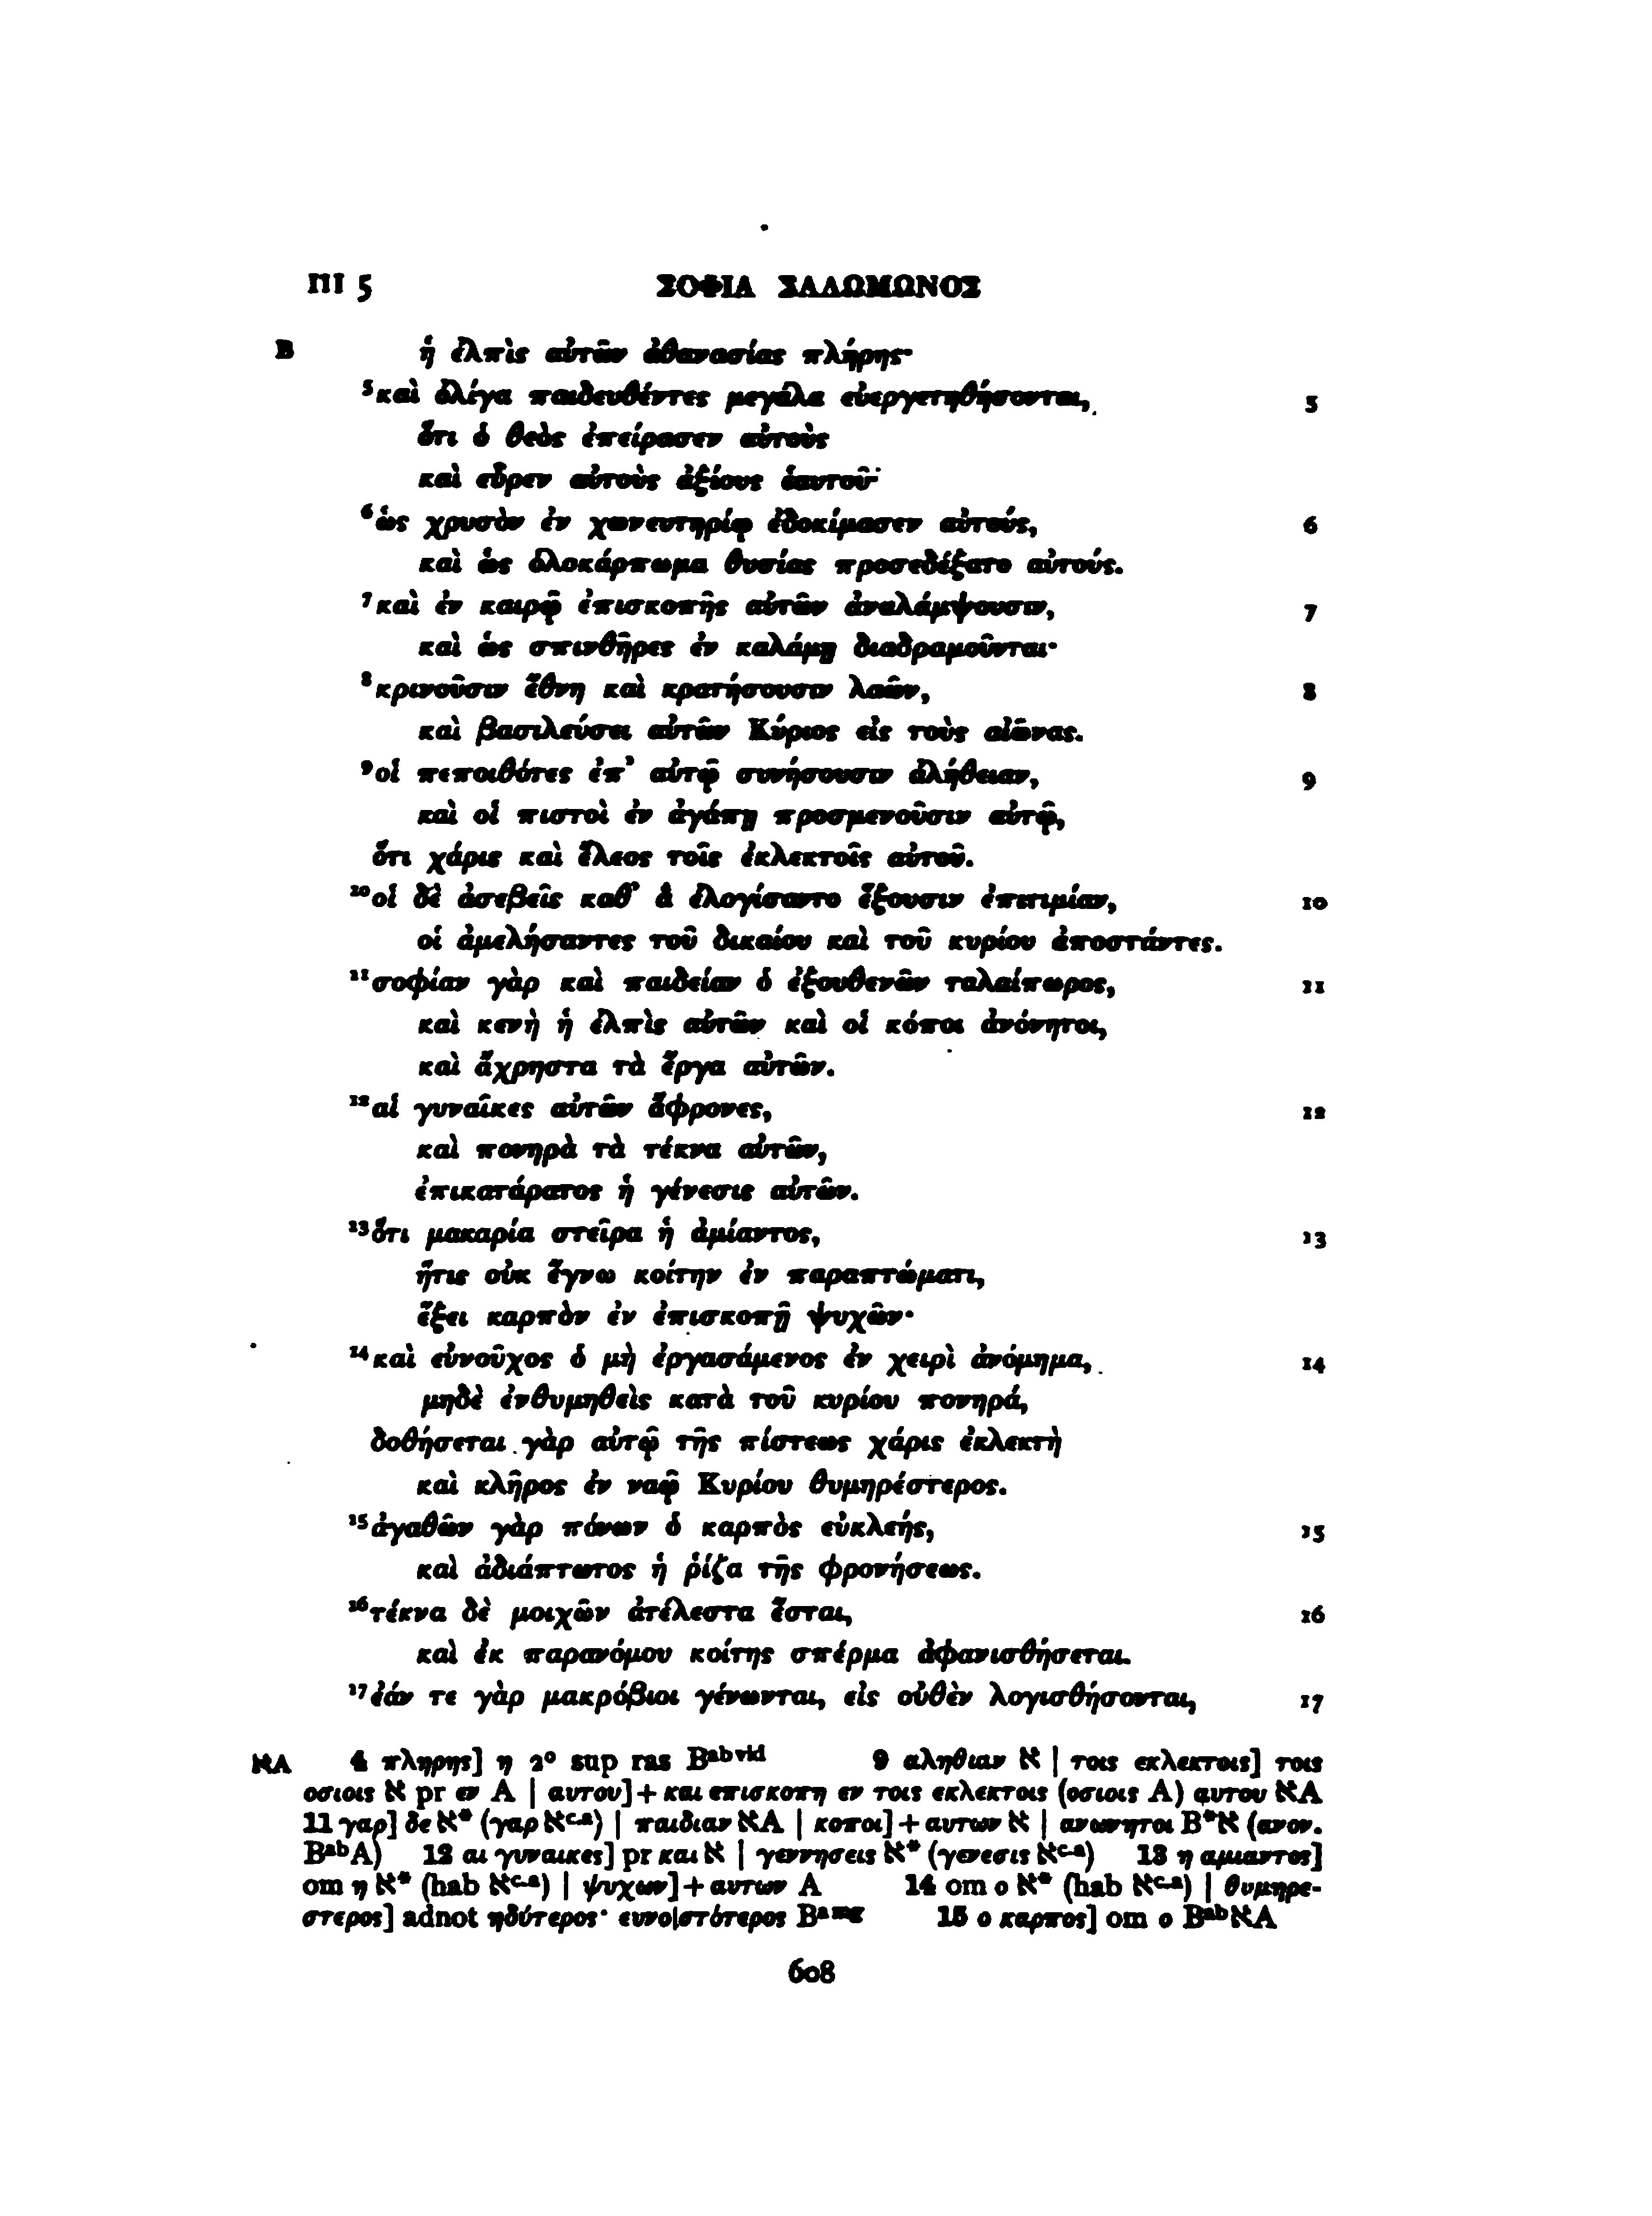 III 5 ΣΟΦΙΑ ΣΑΛΩΜΩΝΟΣ
B ἡ ἐλπὶς αὐτῶν ἀθανασίας πλήρης·
⁵καὶ ὀλίγα παιδευθέντες μεγάλα εὐεργετηθήσονται, 5
ὅτι ὁ θεὸς ἐπείρασεν αὐτοὺς
καὶ εὗρεν αὐτοὺς ἀξίους ἑαυτοῦ·
⁶ὡς χρυσὸν ἐν χωνευτηρίῳ ἐδοκίμασεν αὐτούς, 6
καὶ ὡς ὁλοκάρπωμα θυσίας προσεδέξατο αὐτούς.
⁷καὶ ἐν καιρῷ ἐπισκοπῆς αὐτῶν ἀναλάμψουσιν, 7
καὶ ὡς σπινθῆρες ἐν καλάμῃ διαδραμοῦνται·
⁸κρινοῦσιν ἔθνη καὶ κρατήσουσιν λαῶν, 8
καὶ βασιλεύσει αὐτῶν Κύριος εἰς τοὺς αἰῶνας.
⁹οἱ πεποιθότες ἐπ’ αὐτῷ συνήσουσιν ἀλήθειαν, 9
καὶ οἱ πιστοὶ ἐν ἀγάπῃ προσμενοῦσιν αὐτῷ,
ὅτι χάρις καὶ ἔλεος τοῖς ἐκλεκτοῖς αὐτοῦ.
¹⁰οἱ δὲ ἀσεβεῖς καθ’ ἃ ἐλογίσαντο ἕξουσιν ἐπιτιμίαν, 10
οἱ ἀμελήσαντες τοῦ δικαίου καὶ τοῦ κυρίου ἀποστάντες.
¹¹σοφίαν γὰρ καὶ παιδείαν ὁ ἐξουθενῶν ταλαίπωρος, 11
καὶ κενὴ ἡ ἐλπὶς αὐτῶν καὶ οἱ κόποι ἀνόνητοι,
καὶ ἄχρηστα τὰ ἔργα αὐτῶν.
¹²αἱ γυναῖκες αὐτῶν ἄφρονες, 12
καὶ πονηρὰ τὰ τέκνα αὐτῶν,
ἐπικατάρατος ἡ γένεσις αὐτῶν.
¹³ὅτι μακαρία στεῖρα ἡ ἀμίαντος, 13
ἥτις οὐκ ἔγνω κοίτην ἐν παραπτώματι,
ἕξει καρπὸν ἐν ἐπισκοπῇ ψυχῶν·
¹⁴καὶ εὐνοῦχος ὁ μὴ ἐργασάμενος ἐν χειρὶ ἀνόμημα, 14
μηδὲ ἐνθυμηθεὶς κατὰ τοῦ κυρίου πονηρά,
δοθήσεται γὰρ αὐτῷ τῆς πίστεως χάρις ἐκλεκτὴ
καὶ κλῆρος ἐν ναῷ Κυρίου θυμηρέστερος.
¹⁵ἀγαθῶν γὰρ πόνων ὁ καρπὸς εὐκλεής, 15
καὶ ἀδιάπτωτος ἡ ῥίζα τῆς φρονήσεως.
¹⁶τέκνα δὲ μοιχῶν ἀτέλεστα ἔσται, 16
καὶ ἐκ παρανόμου κοίτης σπέρμα ἀφανισθήσεται.
¹⁷ἐάν τε γὰρ μακρόβιοι γένωνται, εἰς οὐθὲν λογισθήσονται, 17
אA 4 πληρης] η 2º sup ras Bᵃᵇᵛⁱᵈ 9 αληθιαν א | τοις εκλεκτοις] τοις
οσιοις א pr εν A | αυτου]+και επισκοπη εν τοις εκλεκτοις (οσιοις A) αυτου אA
11 γαρ] δε א* (γαρ אᶜ·ᵃ) | παιδιαν אA | κοποι]+αυτων א | ανωνητοι B*א (ανον.
BᵃᵇA) 12 αι γυναικες] pr και א | γεννησεις א* (γενεσις אᶜ·ᵃ) 13 η αμιαντος]
om η א* (hab אᶜ·ᵃ) | ψυχων]+αυτων A 14 om ο א* (hab אᶜ·ᵃ) | θυμηρε-
στερος] adnot ηδύτερος· ευνο|στότερος Bᵃᵐᵍ 15 ο καρπος] om ο BᵃᵇאA
608